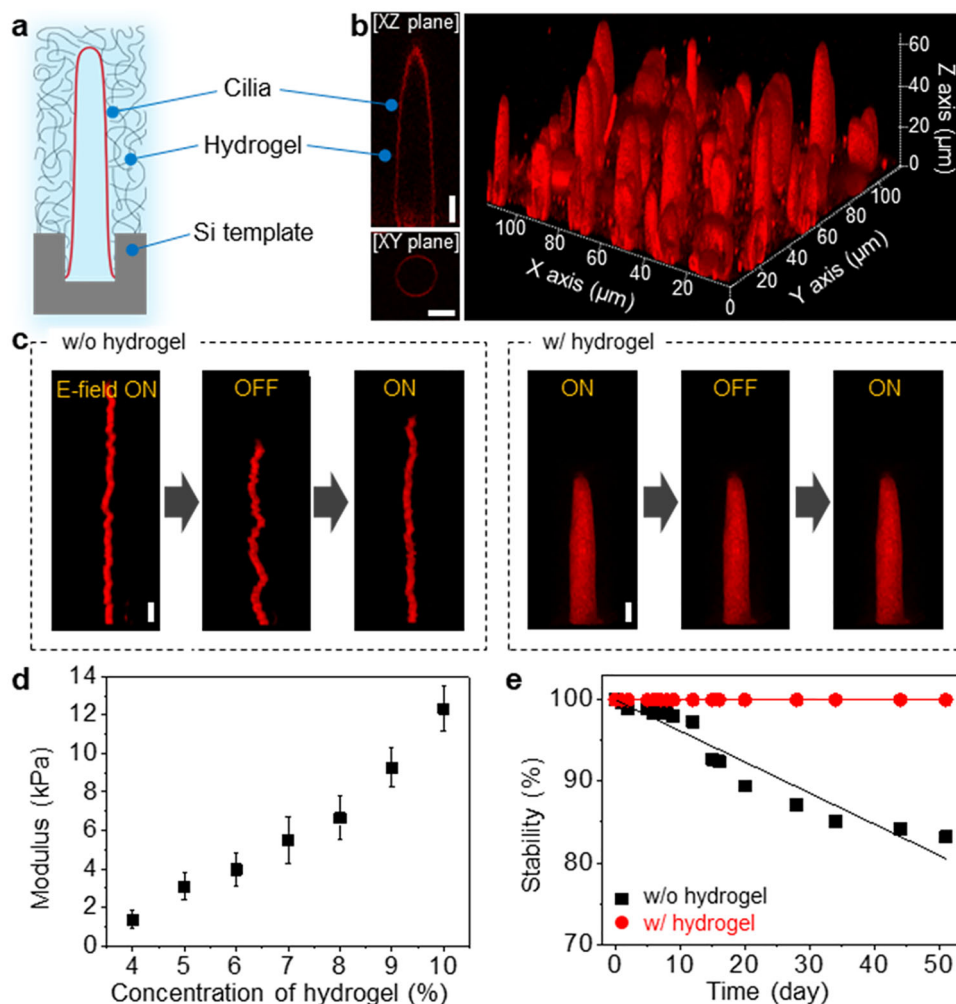 a
Cilia
Hydrogel
Si template
b
[XZ plane]
[XY plane]
60
40
20
0
Z axis (µm)
100
80
60
40
20
0
X axis (µm)
20
40
60
80
100
Y axis (µm)
c
w/o hydrogel
E-field ON
OFF
ON
w/ hydrogel
ON
OFF
ON
d
14
12
10
8
6
4
2
0
Modulus (kPa)
4 5 6 7 8 9 10
Concentration of hydrogel (%)
e
100
90
80
70
Stability (%)
w/o hydrogel
w/ hydrogel
0 10 20 30 40 50
Time (day)